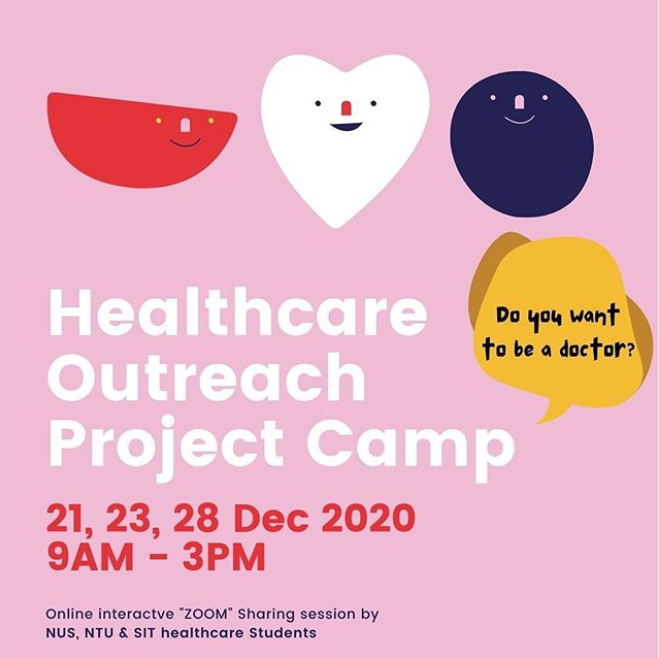 Do you want
to be a doctor?
Healthcare
Outreach
Project Camp
21, 23, 28 Dec 2020
9AM - 3PM
Online interactve "ZOOM" Sharing session by
NUS, NTU & SIT healthcare Students